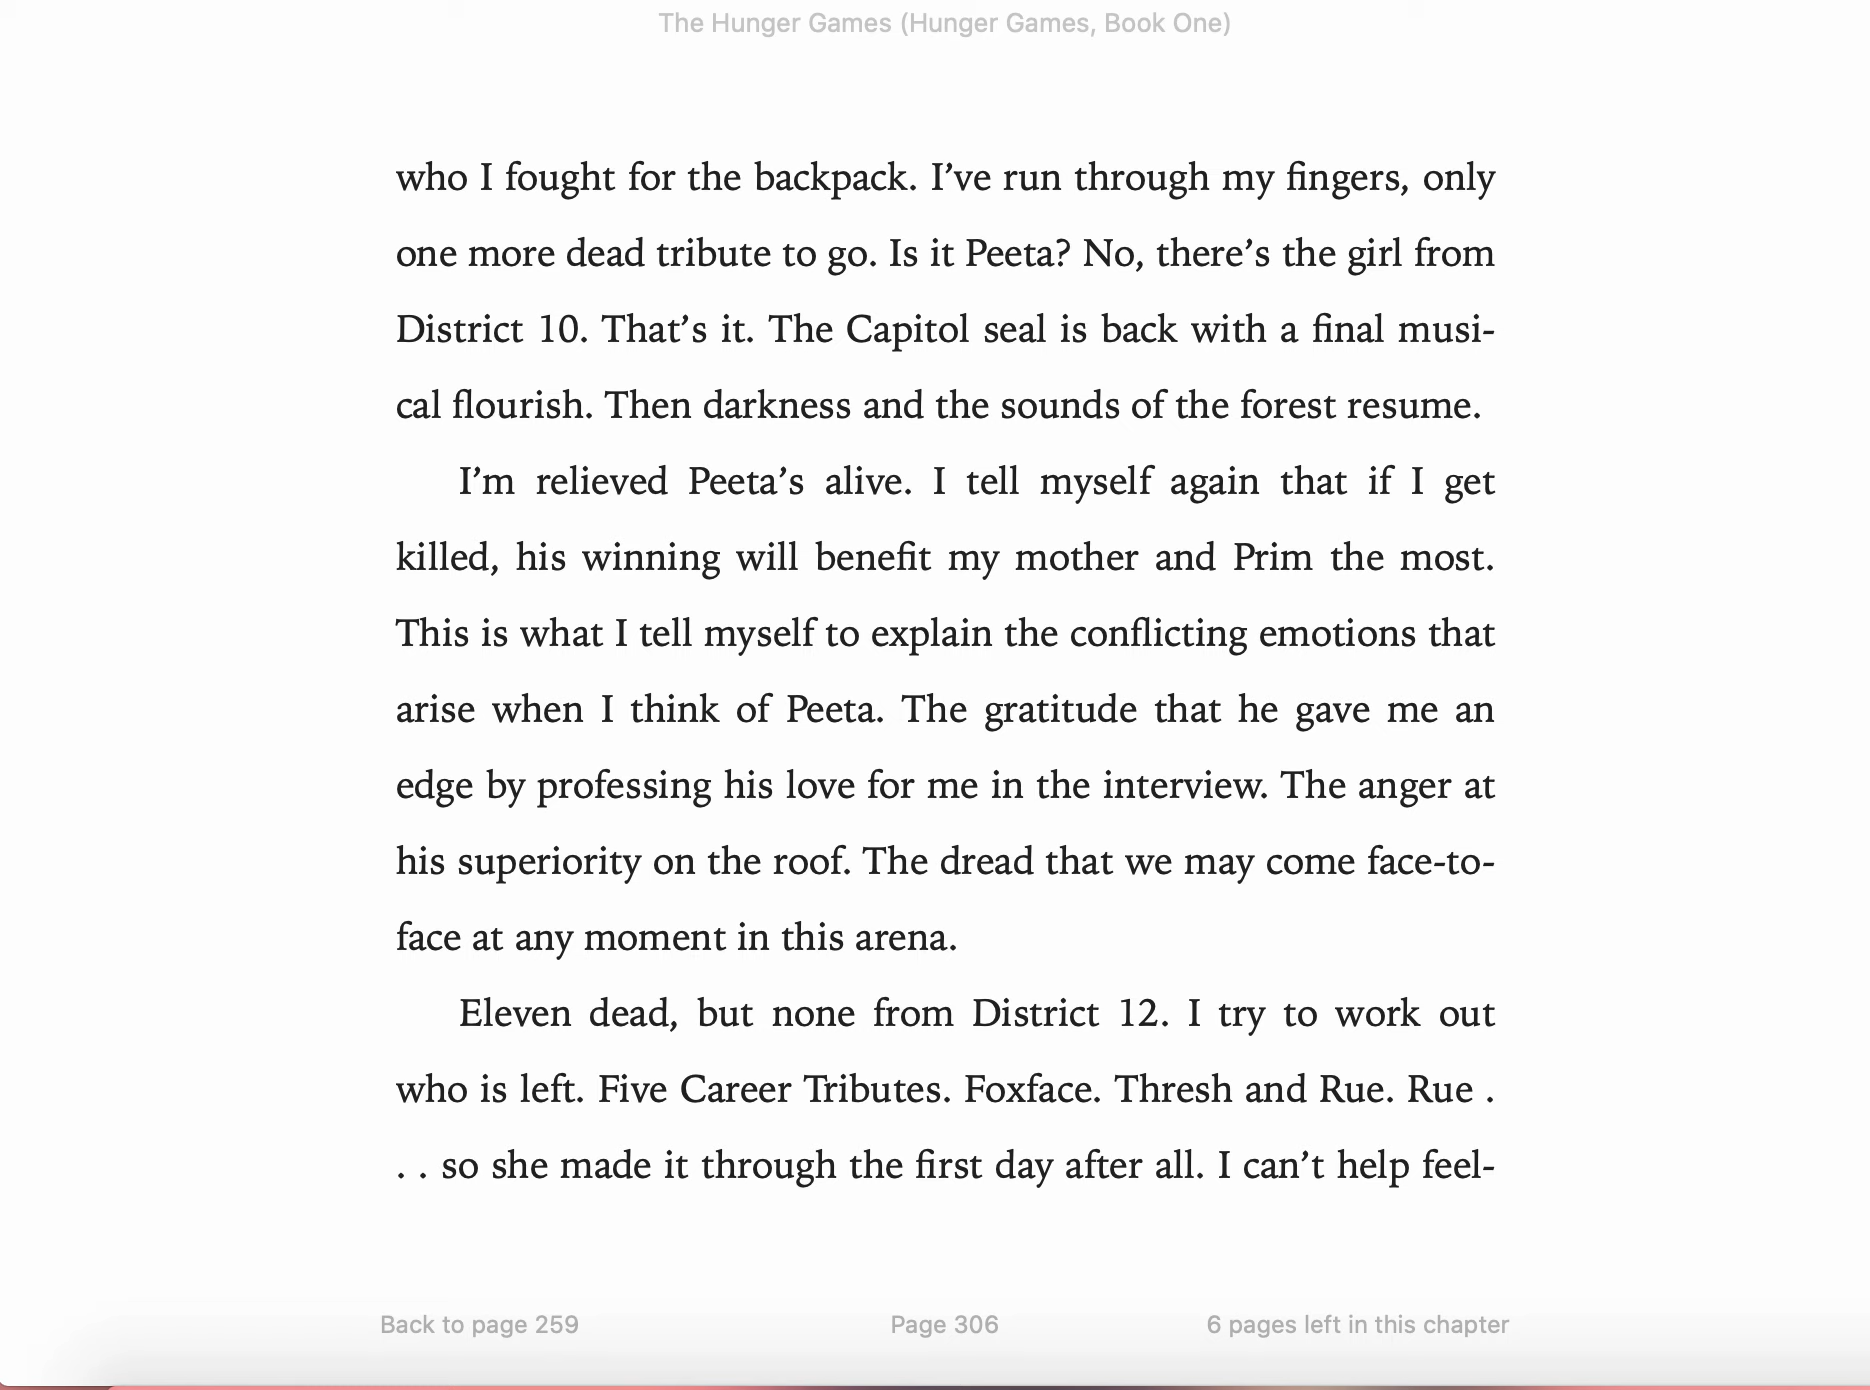 The Hunger Games (Hunger Games, Book One)
who I fought for the backpack. I’ve run through my fingers, only
one more dead tribute to go. Is it Peeta? No, there’s the girl from
District 10. That’s it. The Capitol seal is back with a final musi-
cal flourish. Then darkness and the sounds of the forest resume.
I’m relieved Peeta’s alive. I tell myself again that if I get
killed, his winning will benefit my mother and Prim the most.
This is what I tell myself to explain the conflicting emotions that
arise when I think of Peeta. The gratitude that he gave me an
edge by professing his love for me in the interview. The anger at
his superiority on the roof. The dread that we may come face-to-
face at any moment in this arena.
Eleven dead, but none from District 12. I try to work out
who is left. Five Career Tributes. Foxface. Thresh and Rue. Rue .
. . so she made it through the first day after all. I can’t help feel-
Back to page 259 Page 306 6 pages left in this chapter